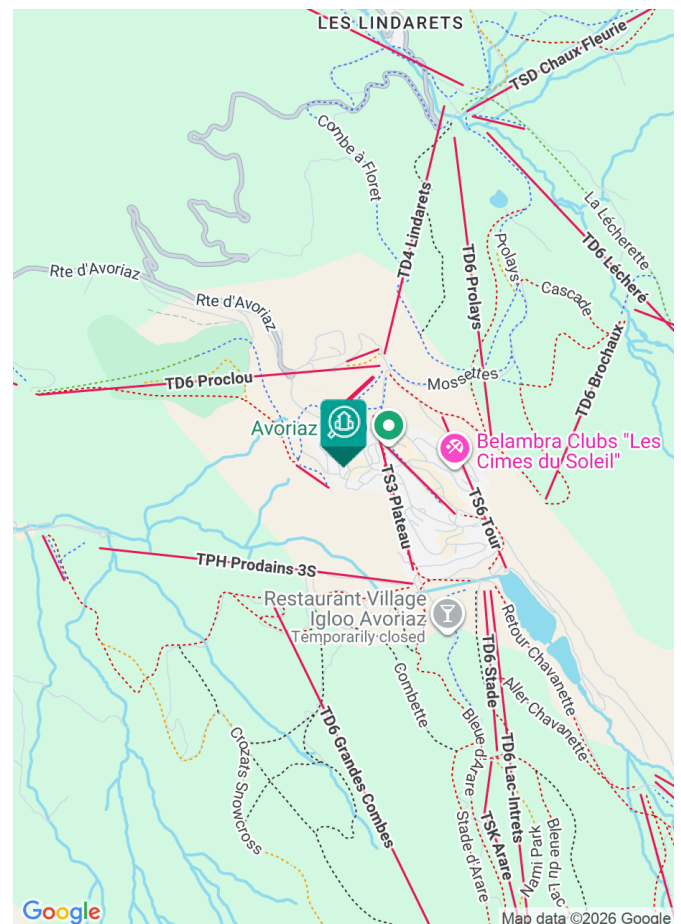 LES LINDARETS
TSD Chaux Fleurie
Combe à Floret
La Lécherette
TD4 Lindarets
TD6 Prolays
Prolays
TD6 Lécheré
Cascade
Rte d'Avoriaz
Rte d'Avoriaz
TD6 Brochaux
Mossettes
TD6 Proclou
Avoriaz
Belambra Clubs "Les
Cimes du Soleil"
TS3 Plateau
TS6 Tour
TPH Prodains 3S
Restaurant Village
Igloo Avoriaz
Temporarily closed
Retour Chavanette
Aller Chavanette
TD6 Stade
Combette
Bleue d'Arare
TD6 Lac-Intrets
TD6 Grandes Combes
Crozats Snowcross
Stade d'Arare
TSK Arare
Nami Park
Bleue du Lac
Google
Map data ©2026 Google